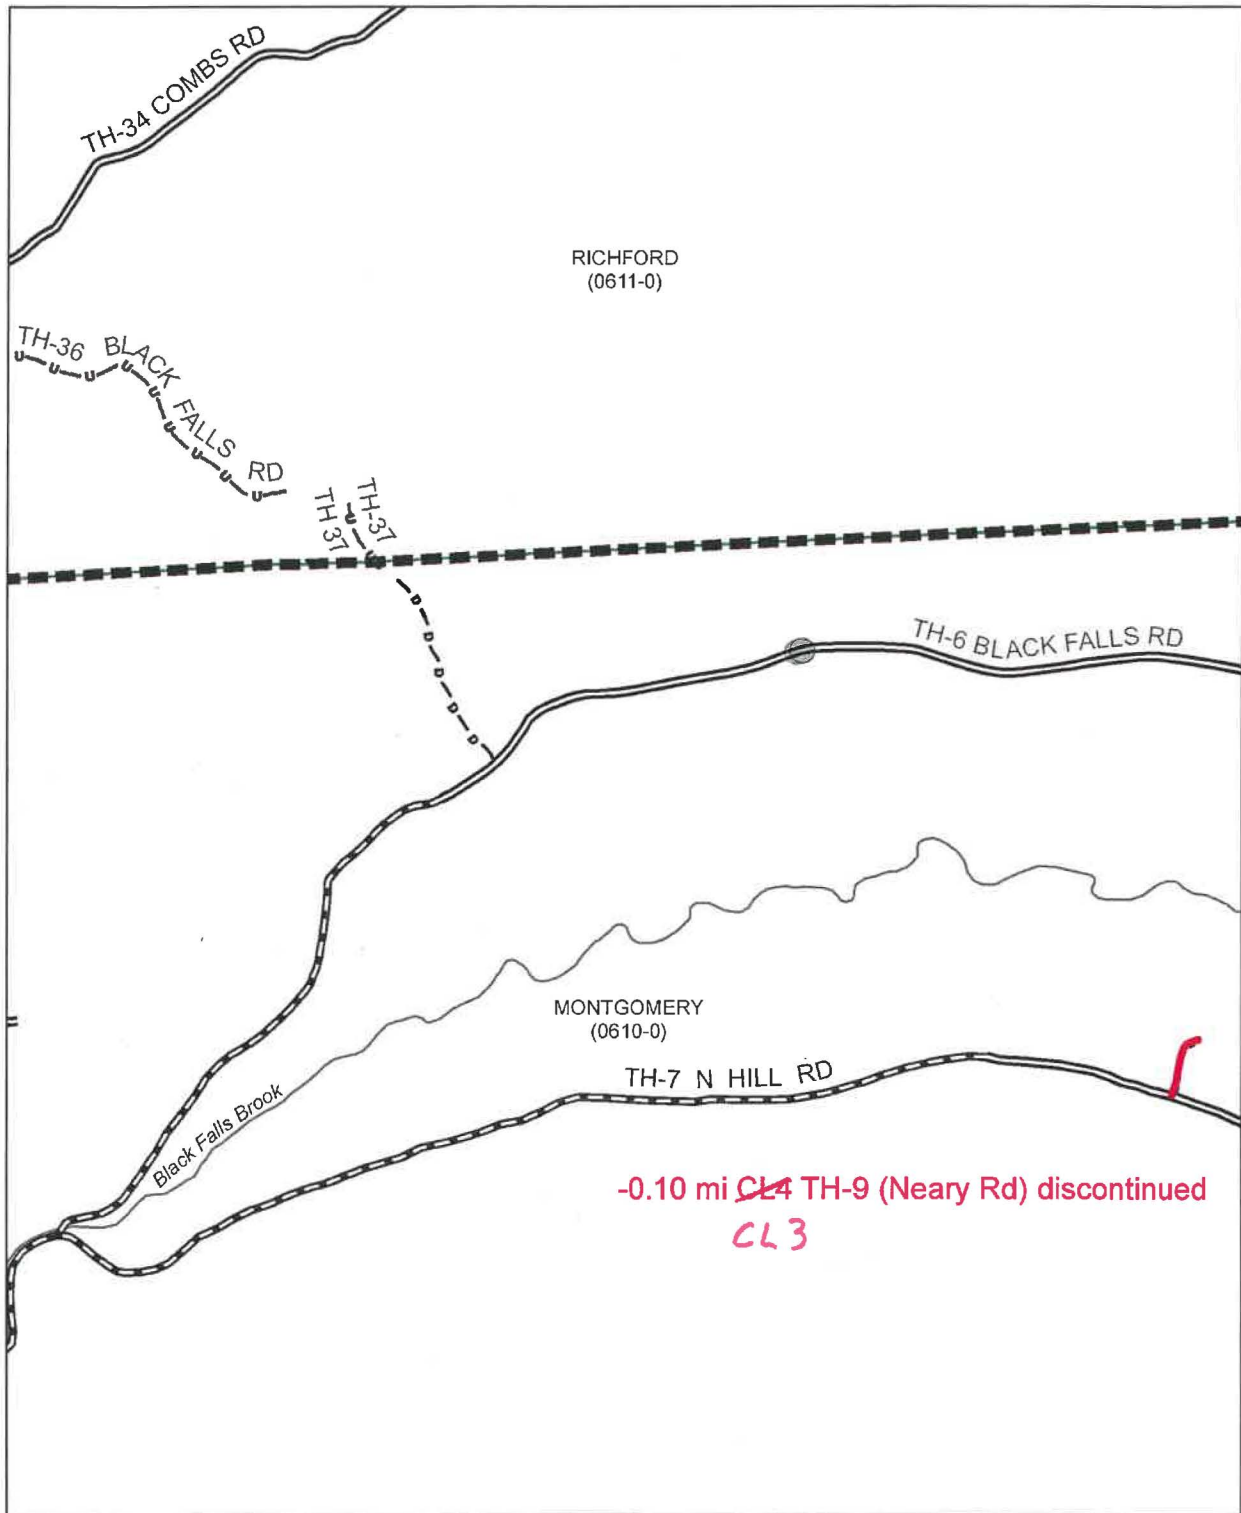 TH-34 COMBS RD
RICHFORD
(0611-0)
TH-36 BLACK FALLS RD
TH-37
TH 37
TH-6 BLACK FALLS RD
MONTGOMERY
(0610-0)
TH-7 N HILL RD
Black Falls Brook
-0.10 mi CL4 TH-9 (Neary Rd) discontinued
CL 3